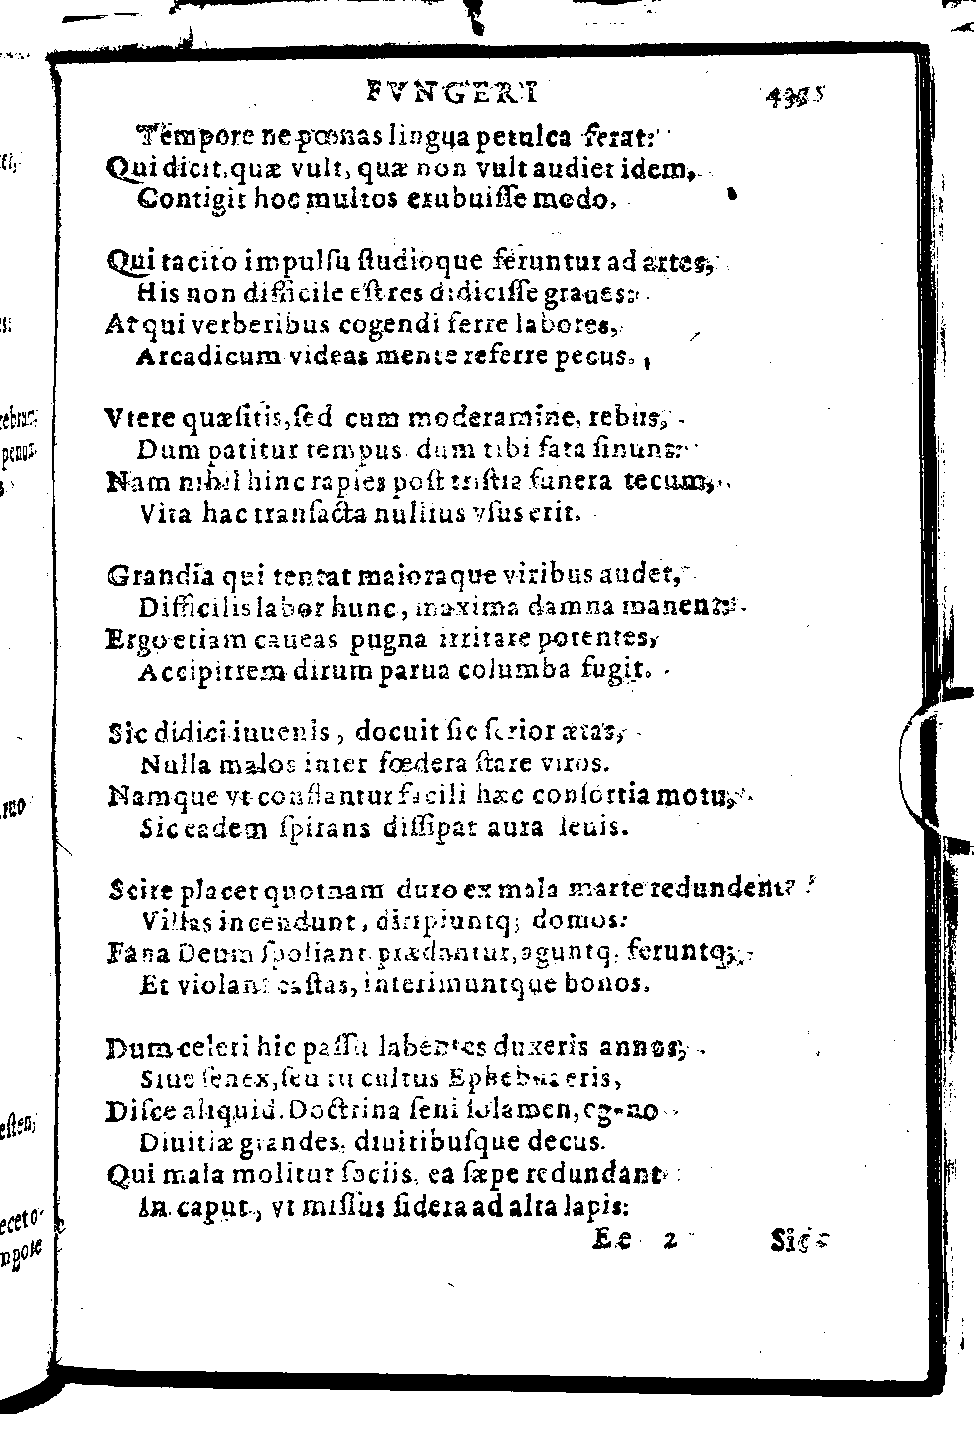 FVNGERI 435
Tempore ne pœnas lingua petulca ferat:
Qui dicit, quæ vult, quæ non vult audiet idem,
Contigit hoc multos erubuiſſe modo.
Qui tacito impulſu ſtudioque feruntur ad artes,
His non difficile eſt res didiciſſe graues:
At qui verberibus cogendi ferre labores,
Arcadicum videas mente referre pecus.
Vtere quæſitis, ſed cum moderamine, rebus,
Dum patitur tempus dum tibi fata ſinunt:
Nam nihil hinc rapies poſt triſtia funera tecum,
Vita hac tranſacta nullius vſus erit.
Grandia qui tentat maioraque viribus audet,
Difficilis labor hunc, maxima damna manent:
Ergo etiam caueas pugna irritare potentes,
Accipitrem dirum parua columba fugit.
Sic didici iuuenis, docuit ſic ſerior ætas,
Nulla malos inter fœdera ſtare viros.
Namque vt conflantur facili hæc conſortia motu,
Sic eadem ſpirans diſſipat aura leuis.
Scire placet quotnam duro ex mala marte redundent?
Villas incendunt, diripiuntq; domos:
Fana Deum ſpoliant prædantur, aguntq, feruntq;
Et violant caſtas, interimuntque bonos.
Dum celeri hic paſſu labentes duxeris annos,
Siue ſenex, ſeu tu cultus Ephebus eris,
Diſce aliquid. Doctrina ſeni ſolamen, egeno
Diuitiæ grandes, diuitibuſque decus.
Qui mala molitur ſociis, ea ſæpe redundant
In caput, vt miſſus ſidera ad alta lapis:
Ee 2 Sic